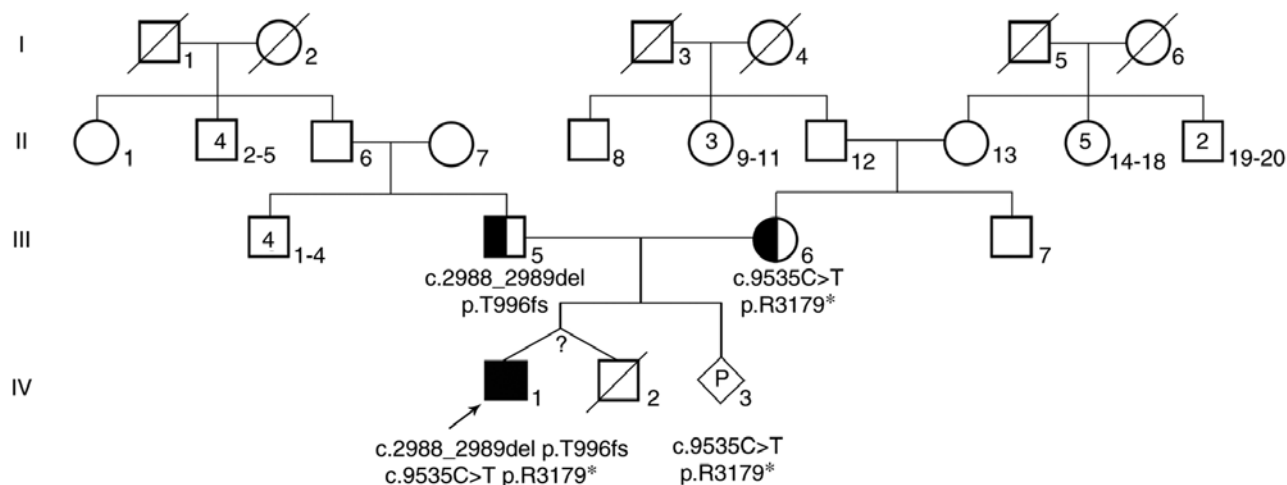 I
1
2
3
4
5
6
II
1
4
2-5
6
7
8
3
9-11
12
13
5
14-18
2
19-20
III
4
1-4
5
6
7
c.2988_2989del
p.T996fs
c.9535C>T
p.R3179*
?
IV
1
2
P
3
c.2988_2989del p.T996fs
c.9535C>T p.R3179*
c.9535C>T
p.R3179*